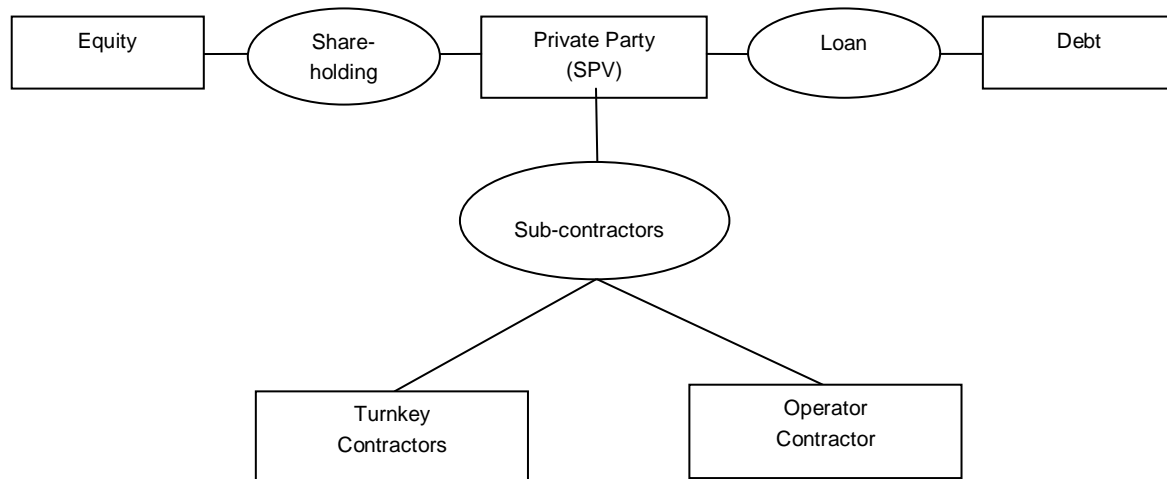 Equity
Share-
holding
Private Party
(SPV)
Loan
Debt
Sub-contractors
Turnkey
Contractors
Operator
Contractor